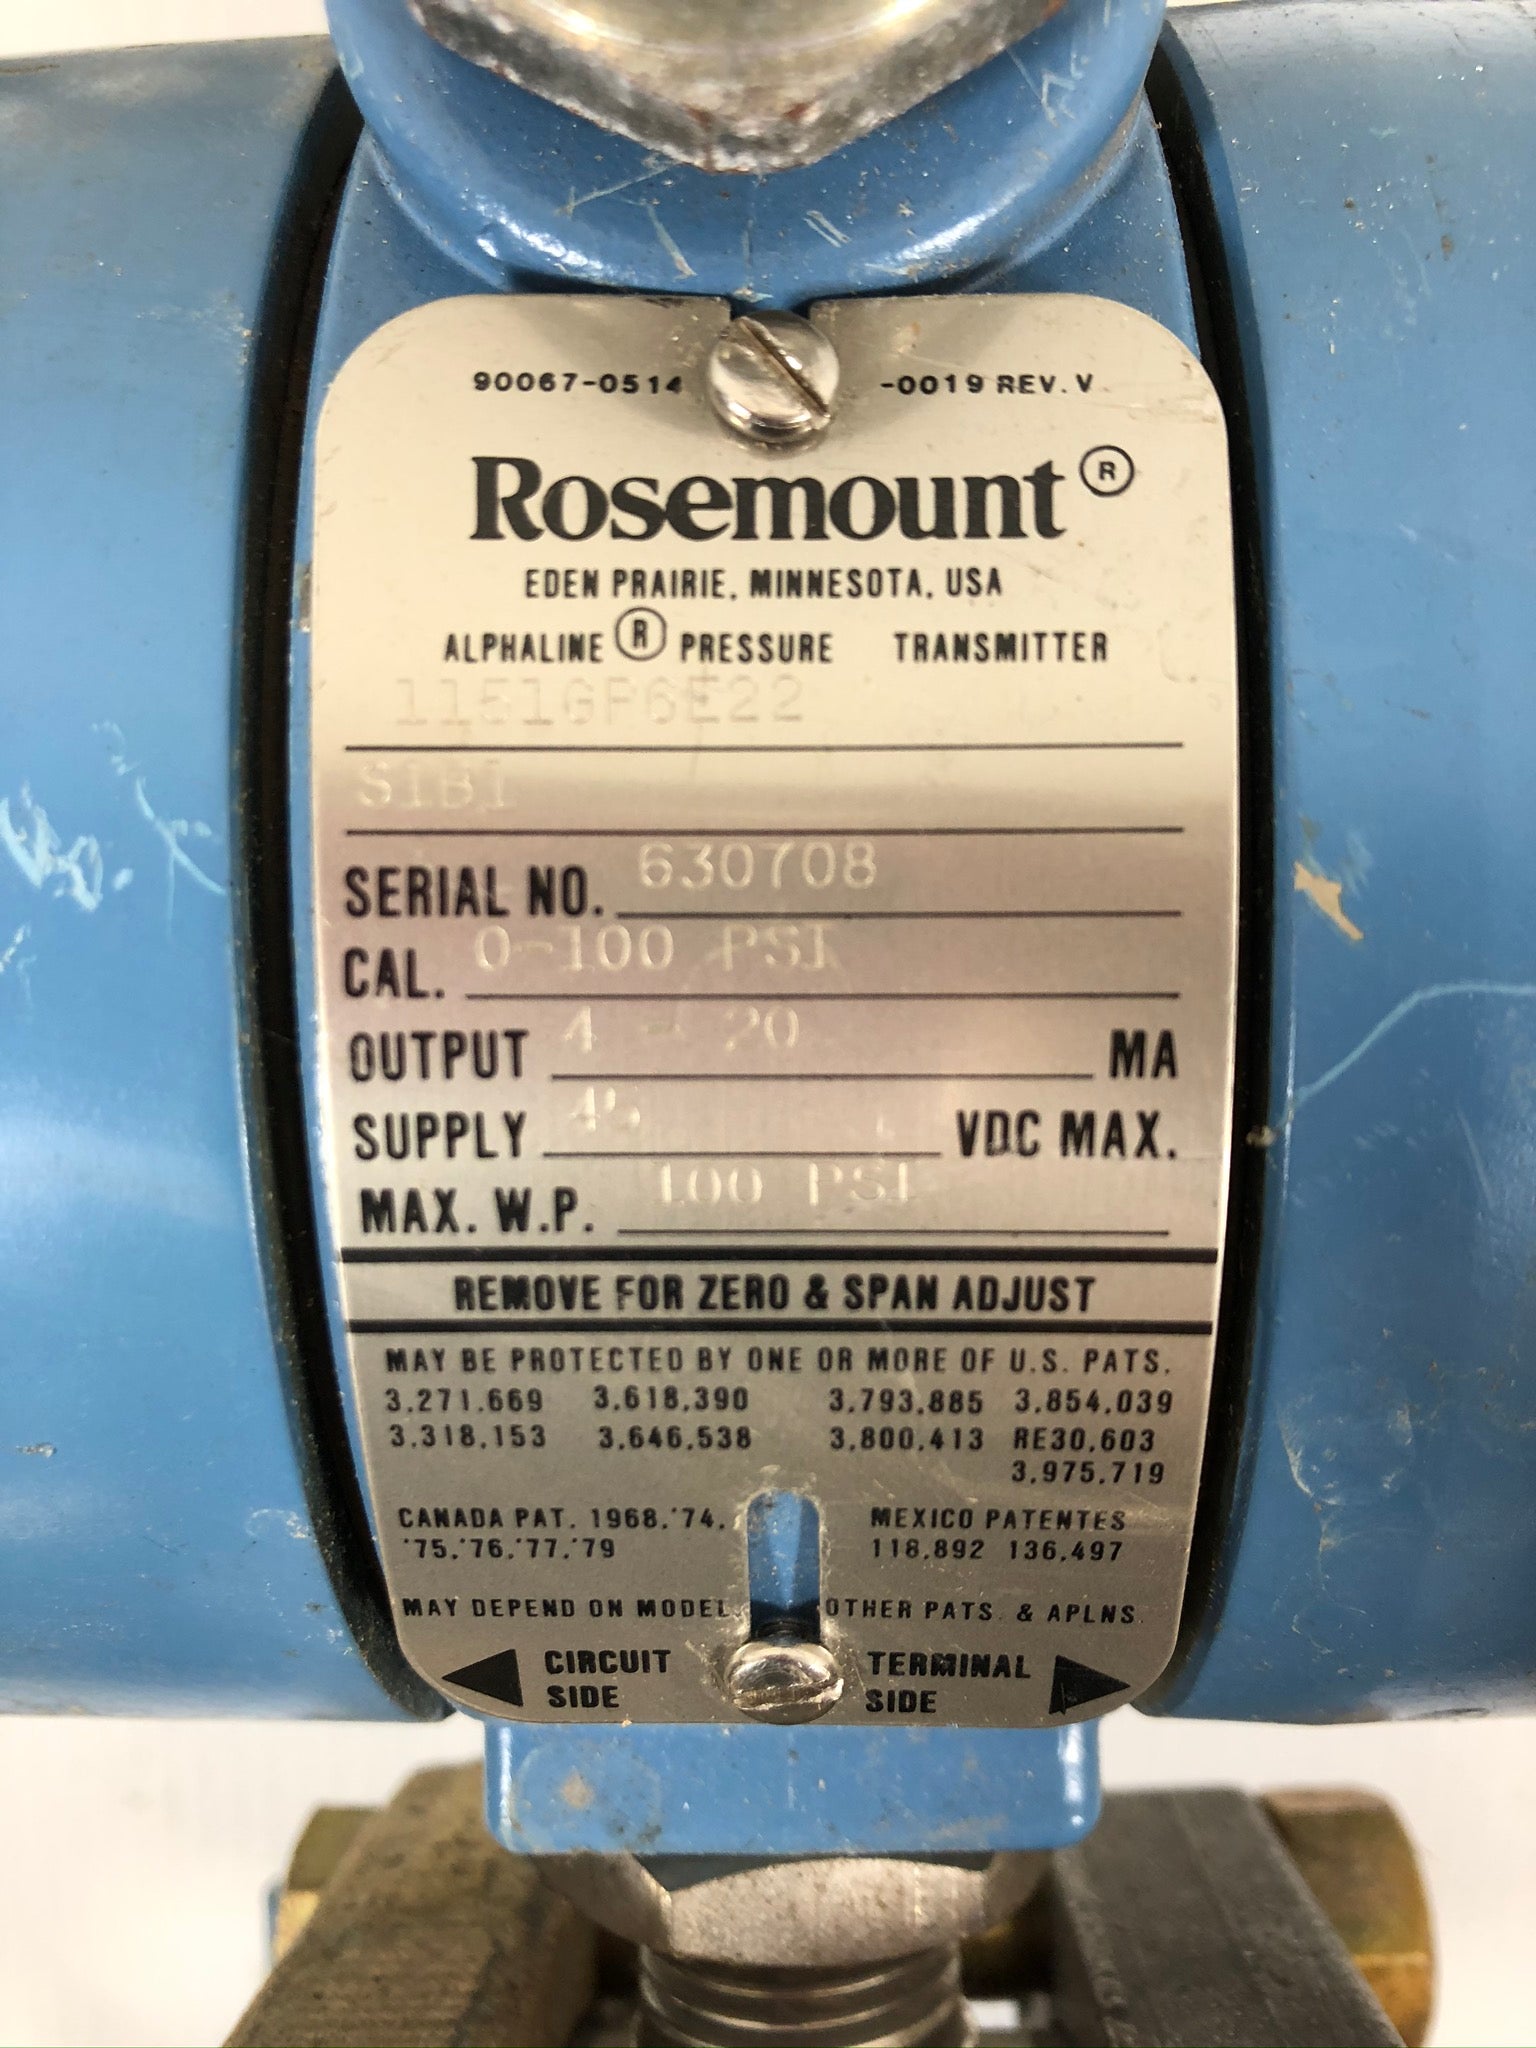 90067-0514 -0019 REV. V
Rosemount ®
EDEN PRAIRIE, MINNESOTA, USA
ALPHALINE ® PRESSURE TRANSMITTER
1151GP6E22
S1B1
SERIAL NO. 630708
CAL. 0-100 PSI
OUTPUT 4 - 20 MA
SUPPLY 45 VDC MAX.
MAX. W.P. 100 PSI
REMOVE FOR ZERO & SPAN ADJUST
MAY BE PROTECTED BY ONE OR MORE OF U.S. PATS.
3,271,669 3,618,390 3,793,885 3,854,039
3,318,153 3,646,538 3,800,413 RE30,603
3,975,719
CANADA PAT. 1968,'74,
'75,'76,'77,'79
MEXICO PATENTES
118,892 136,497
MAY DEPEND ON MODEL. OTHER PATS. & APLNS.
◀ CIRCUIT SIDE
TERMINAL SIDE ▶